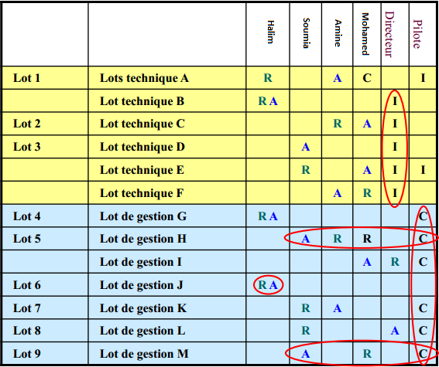 Halim Soumia Amine Mohamed Directeur Pilote
Lot 1 Lots technique A R A C I
Lot technique B R A I
Lot 2 Lot technique C R A I
Lot 3 Lot technique D A I
Lot technique E R A I I
Lot technique F A R I
Lot 4 Lot de gestion G R A C
Lot 5 Lot de gestion H A R R C
Lot de gestion I A R C
Lot 6 Lot de gestion J R A C
Lot 7 Lot de gestion K R A C
Lot 8 Lot de gestion L R A C
Lot 9 Lot de gestion M A R C